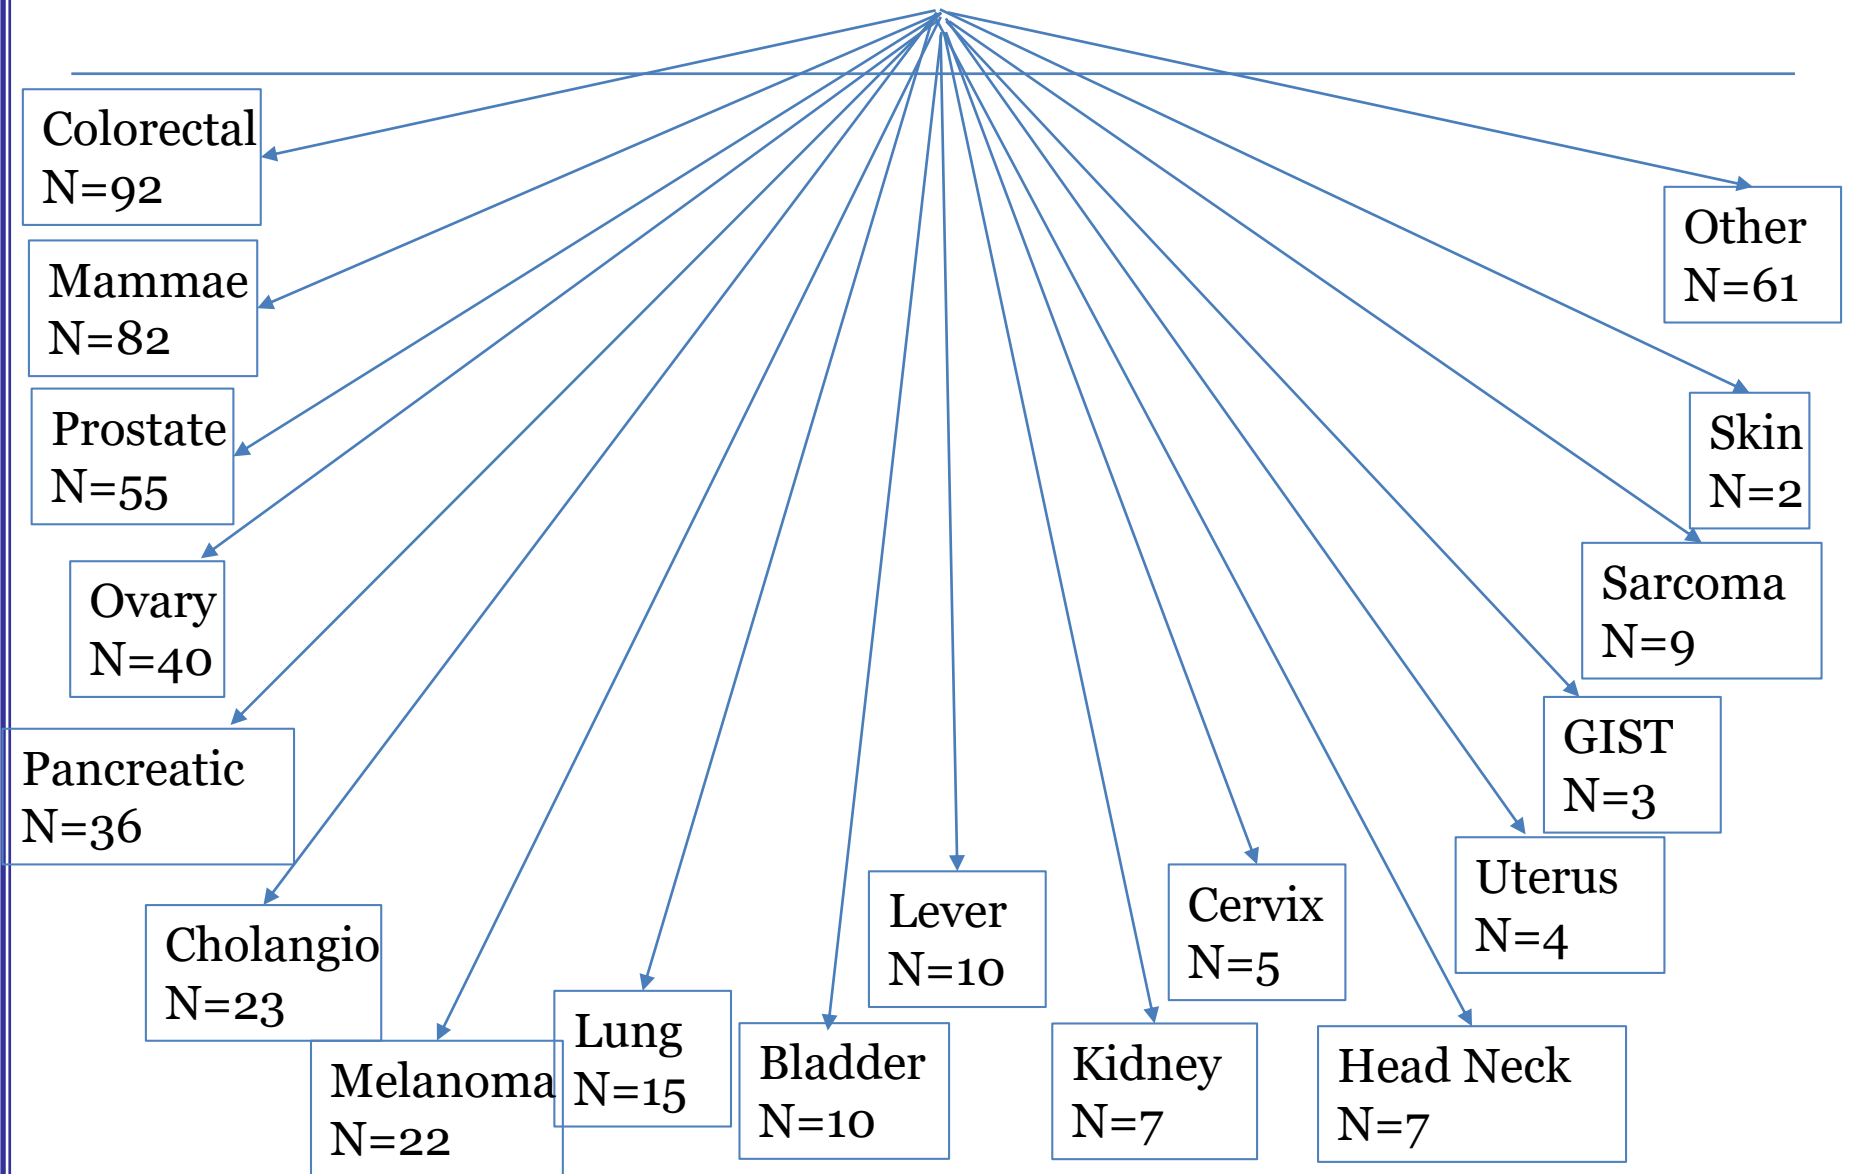 Colorectal
N=92
Mammae
N=82
Prostate
N=55
Ovary
N=40
Pancreatic
N=36
Cholangio
N=23
Melanoma
N=22
Lung
N=15
Bladder
N=10
Lever
N=10
Kidney
N=7
Cervix
N=5
Head Neck
N=7
Uterus
N=4
GIST
N=3
Sarcoma
N=9
Skin
N=2
Other
N=61